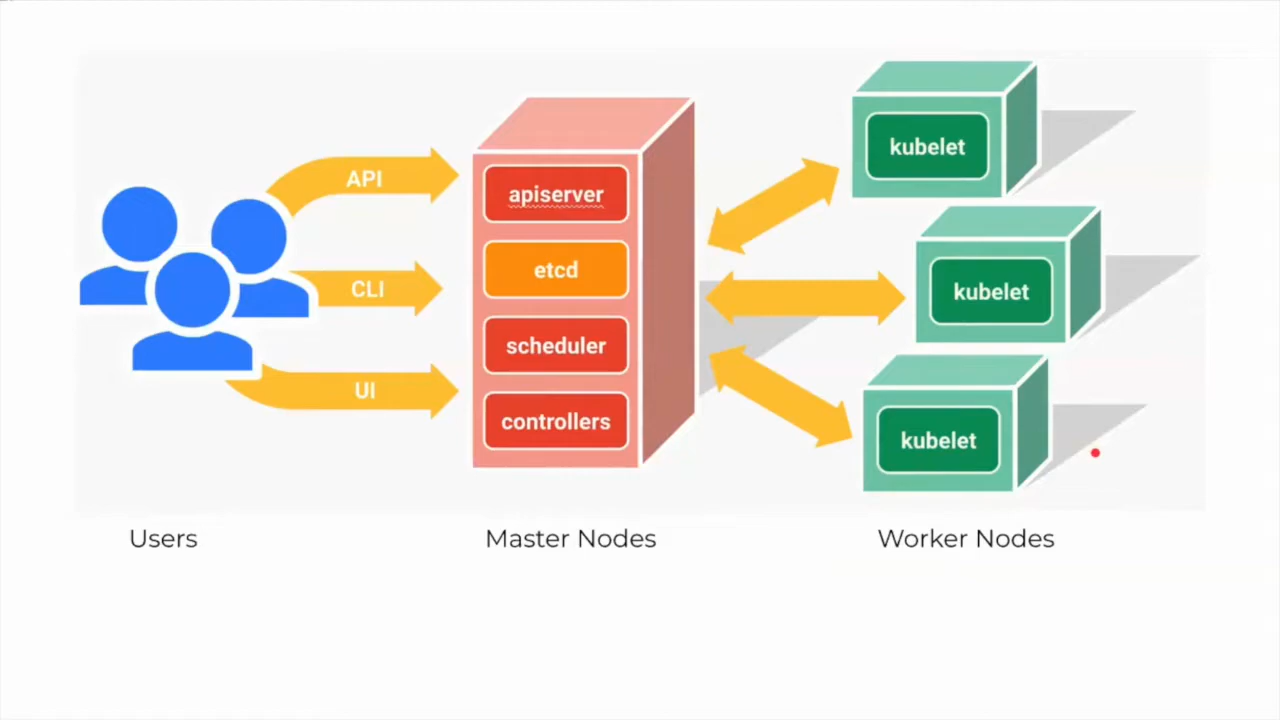 API
CLI
UI
apiserver
etcd
scheduler
controllers
kubelet
kubelet
kubelet
Users
Master Nodes
Worker Nodes